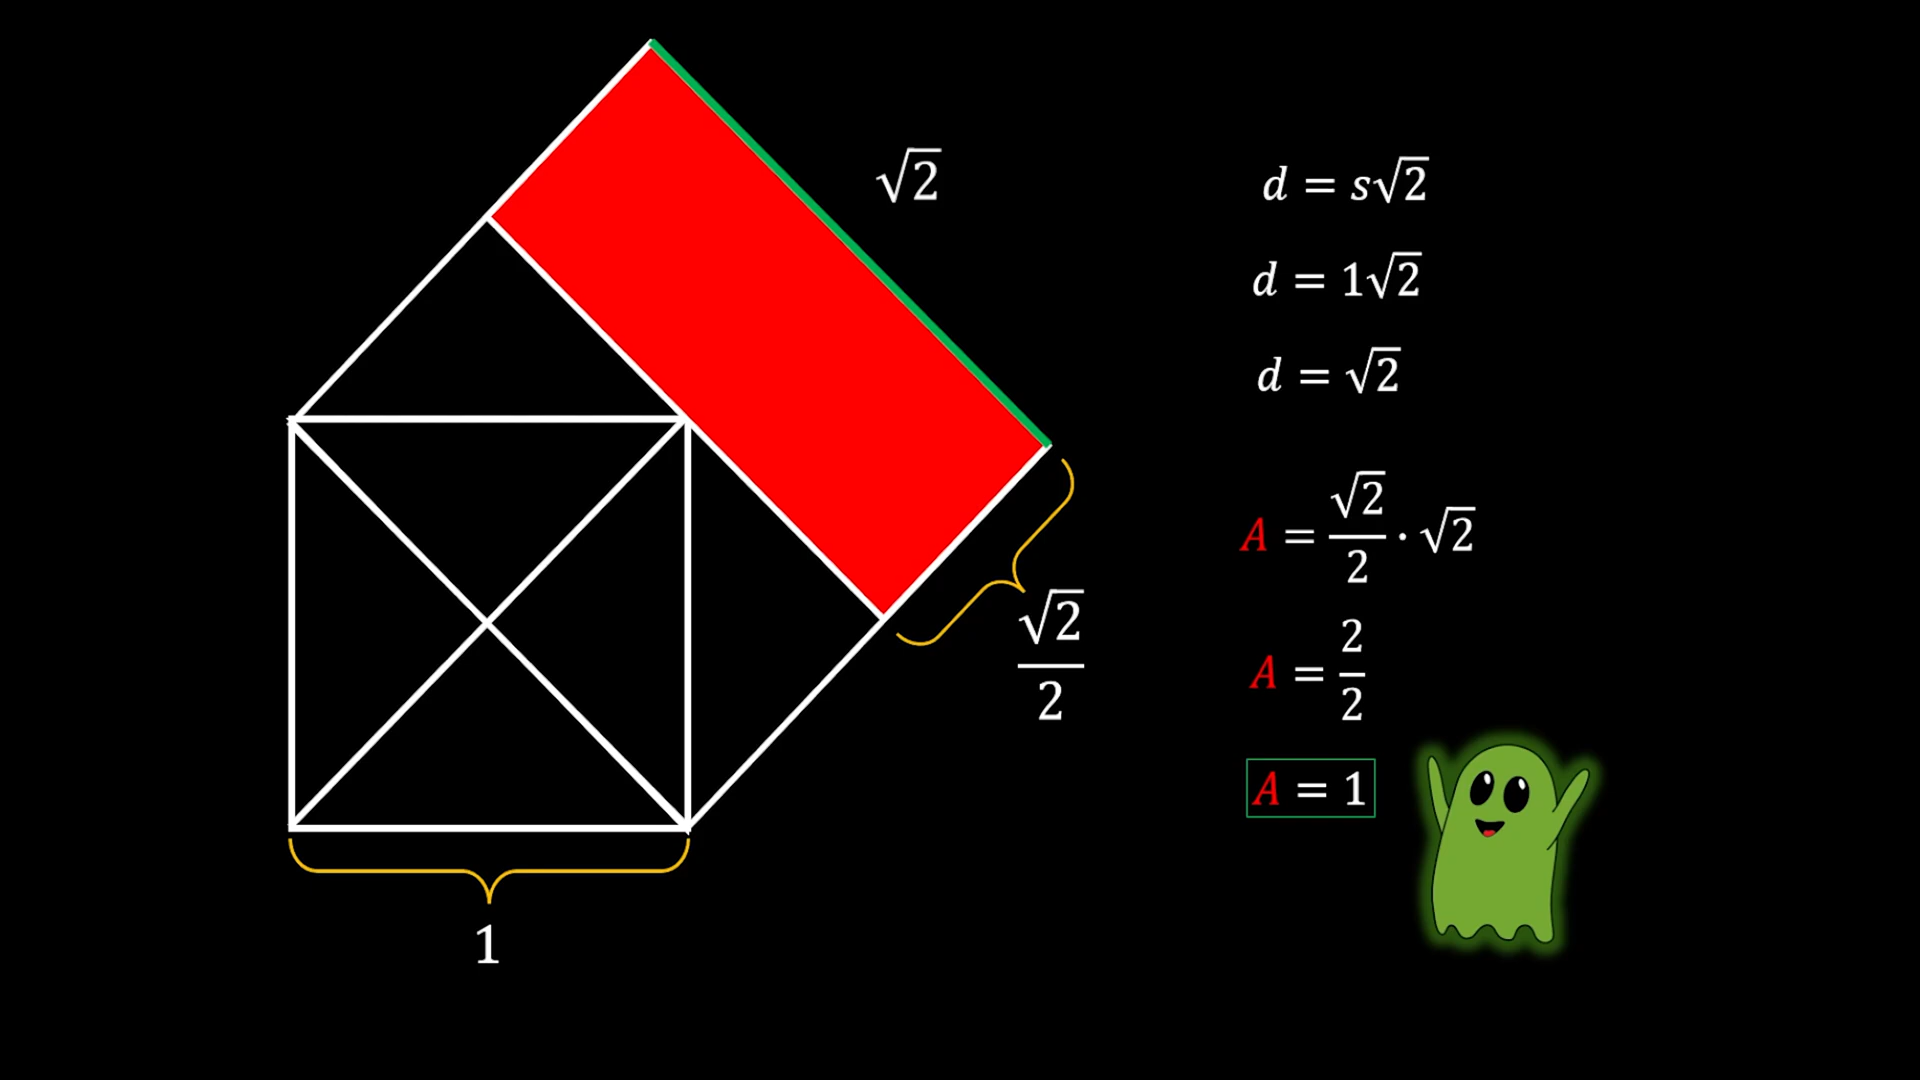 √2
√2/2
1
d = s√2
d = 1√2
d = √2
A = √2/2 · √2
A = 2/2
A = 1